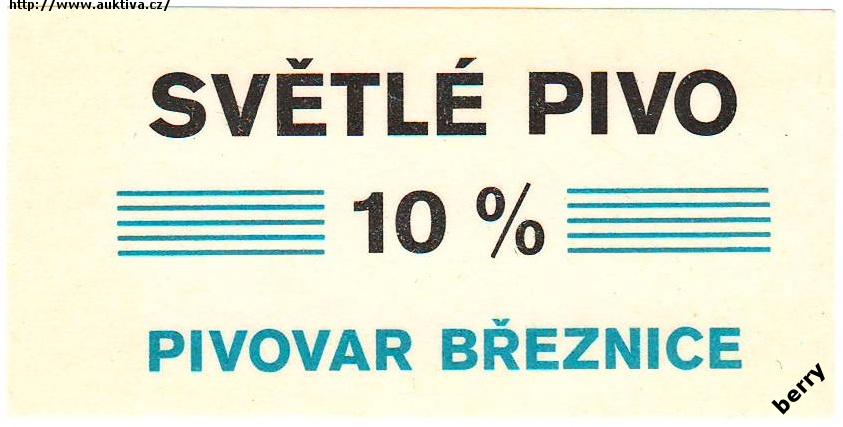 http://www.auktiva.cz/
SVĚTLÉ PIVO
10 %
PIVOVAR BŘEZNICE
berry